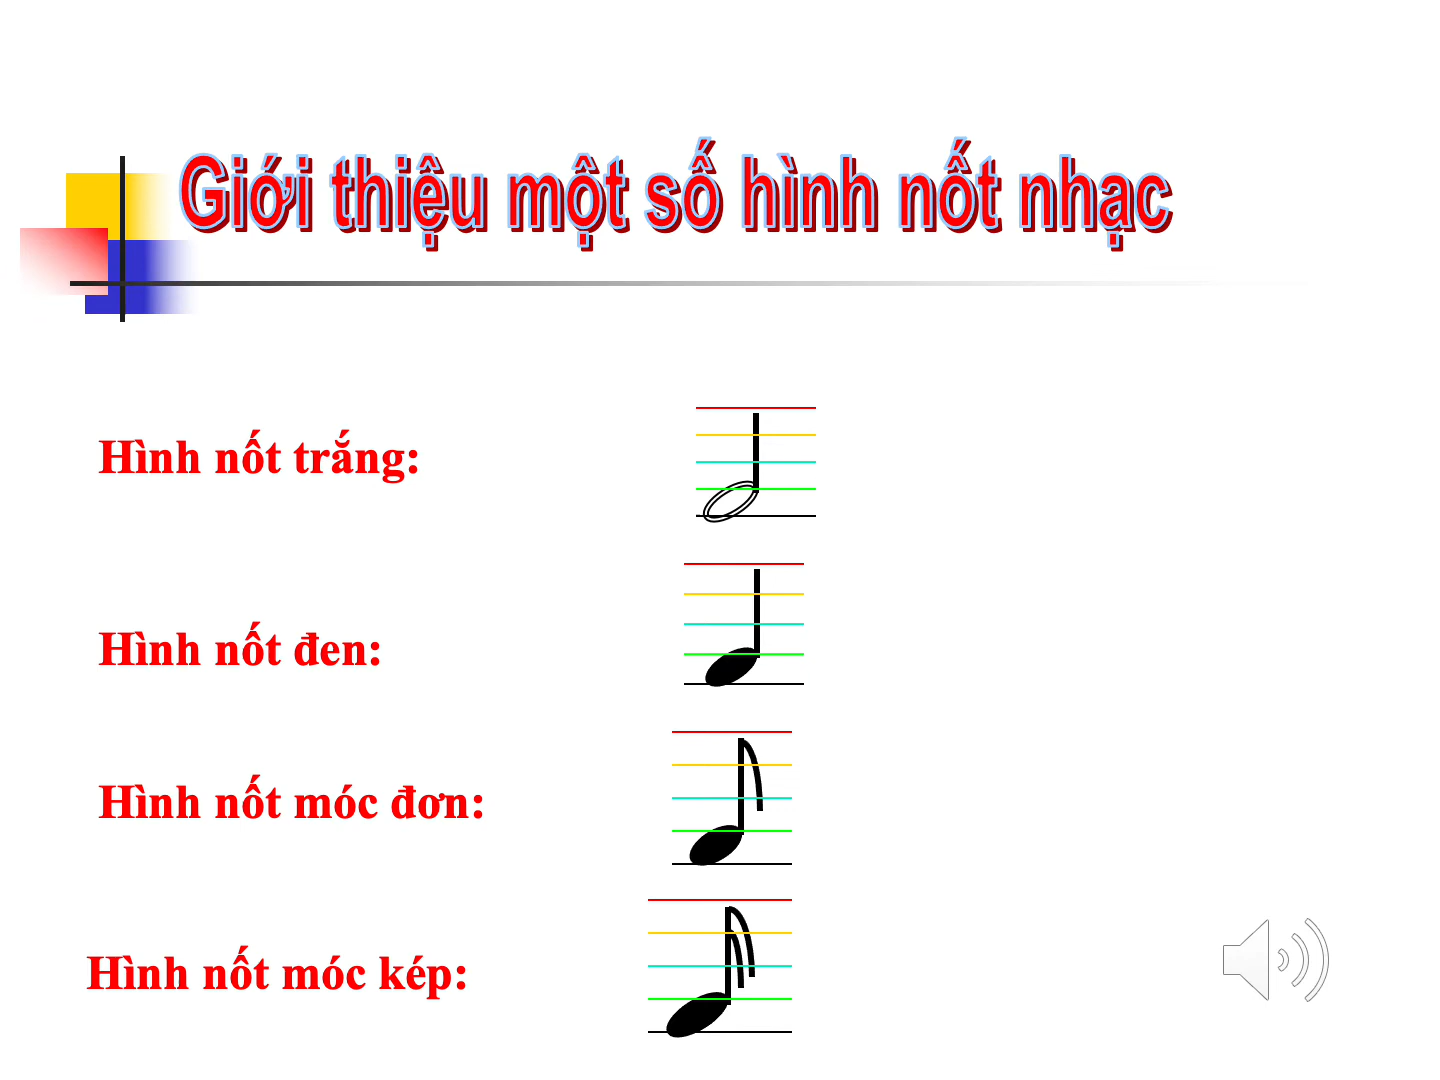 Giới thiệu một số hình nốt nhạc
Hình nốt trắng:
Hình nốt đen:
Hình nốt móc đơn:
Hình nốt móc kép: